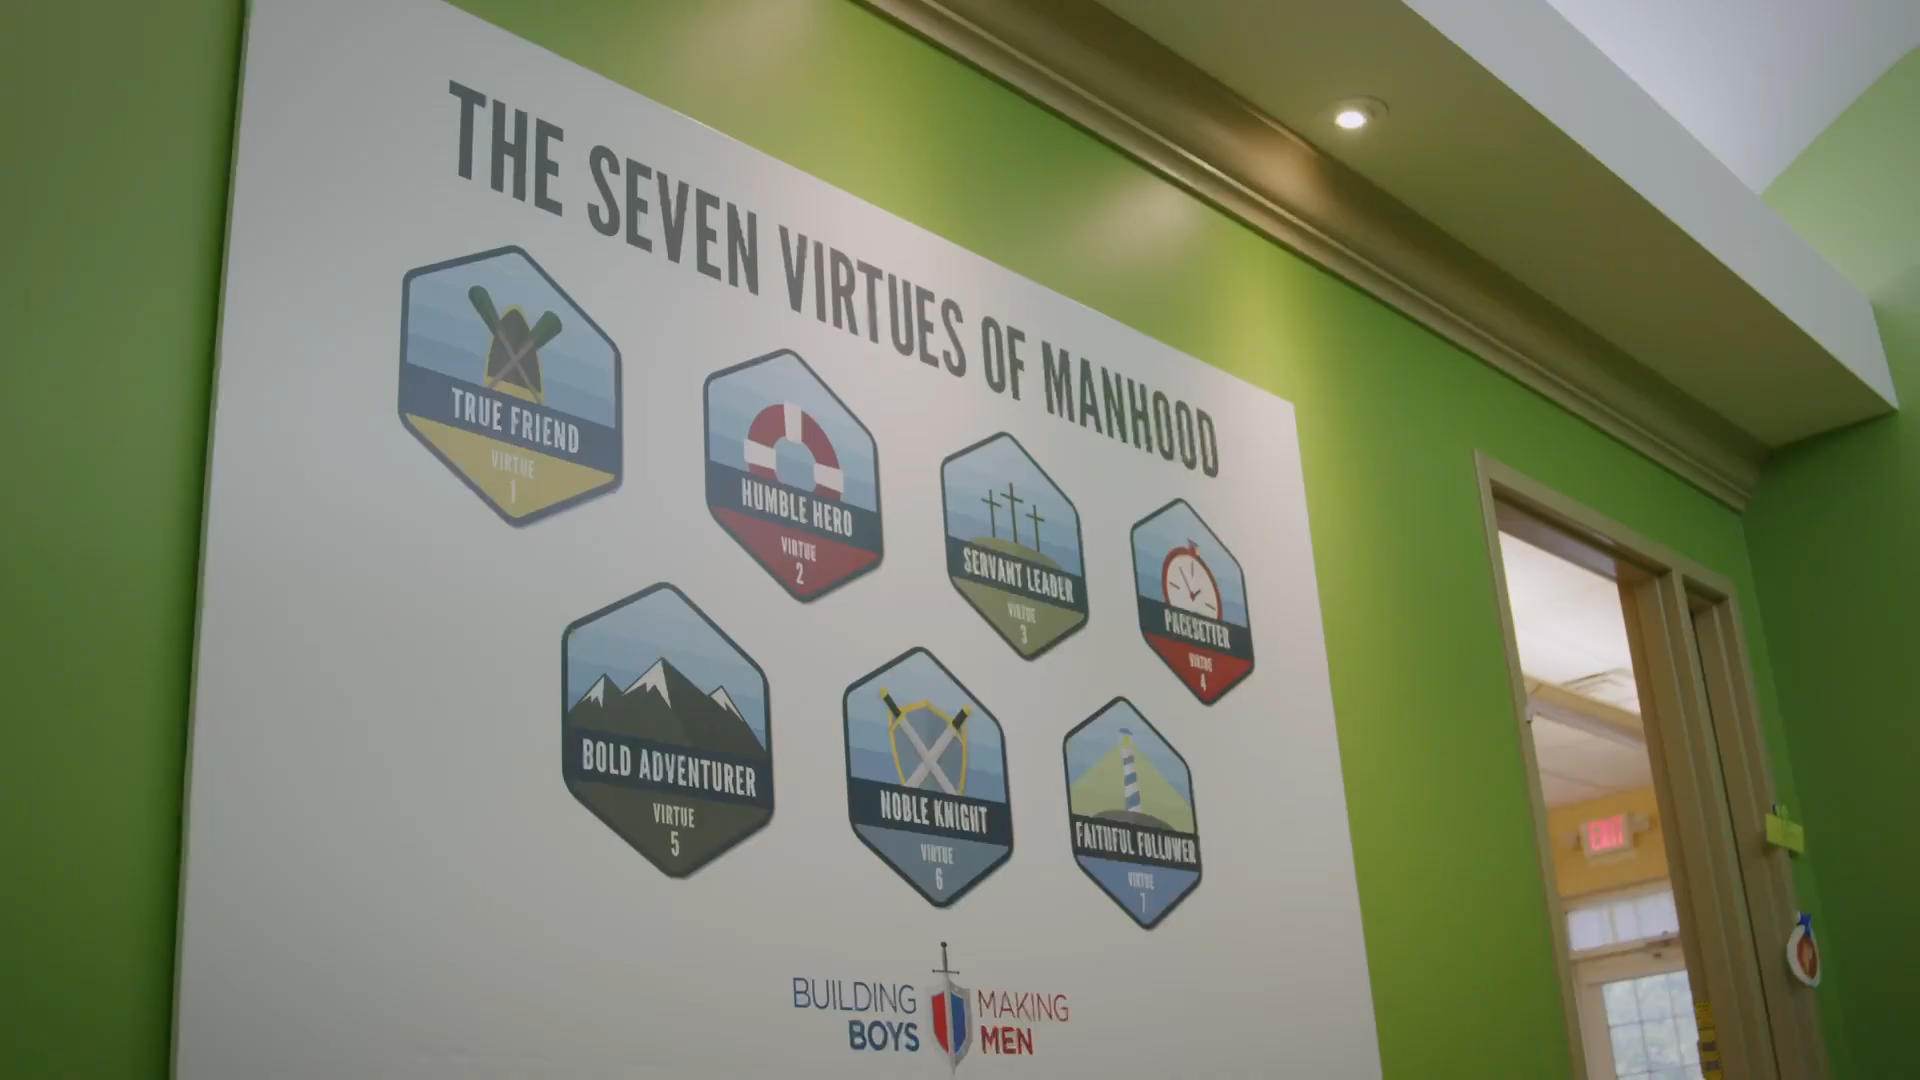 THE SEVEN VIRTUES OF MANHOOD
TRUE FRIEND
VIRTUE
1
HUMBLE HERO
VIRTUE
2
SERVANT LEADER
VIRTUE
3
PACESETTER
VIRTUE
4
BOLD ADVENTURER
VIRTUE
5
NOBLE KNIGHT
VIRTUE
6
FAITHFUL FOLLOWER
VIRTUE
7
BUILDING
BOYS
MAKING
MEN
EXIT